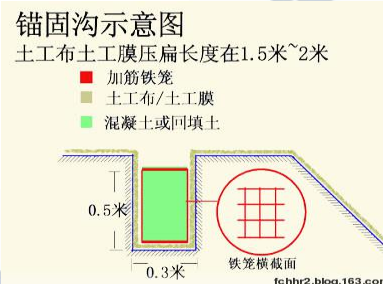 锚固沟示意图
土工布土工膜压扁长度在1.5米~2米
加筋铁笼
土工布/土工膜
混凝土或回填土
0.5米
0.3米
铁笼横截面
fchhr2.blog.163.com